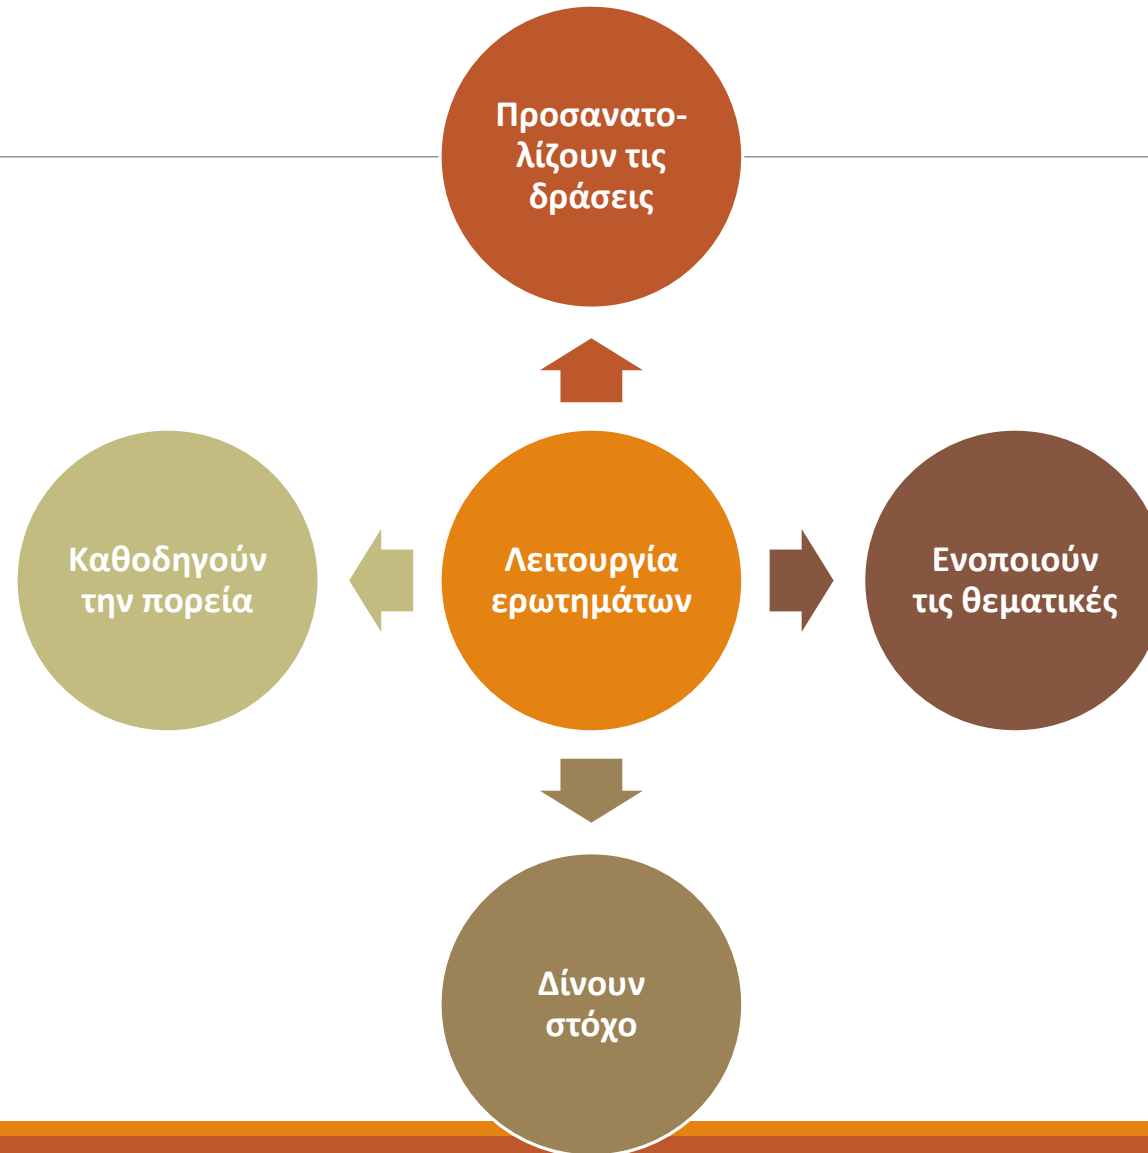 Προσανατο-
λίζουν τις
δράσεις
Καθοδηγούν
την πορεία
Λειτουργία
ερωτημάτων
Ενοποιούν
τις θεματικές
Δίνουν
στόχο